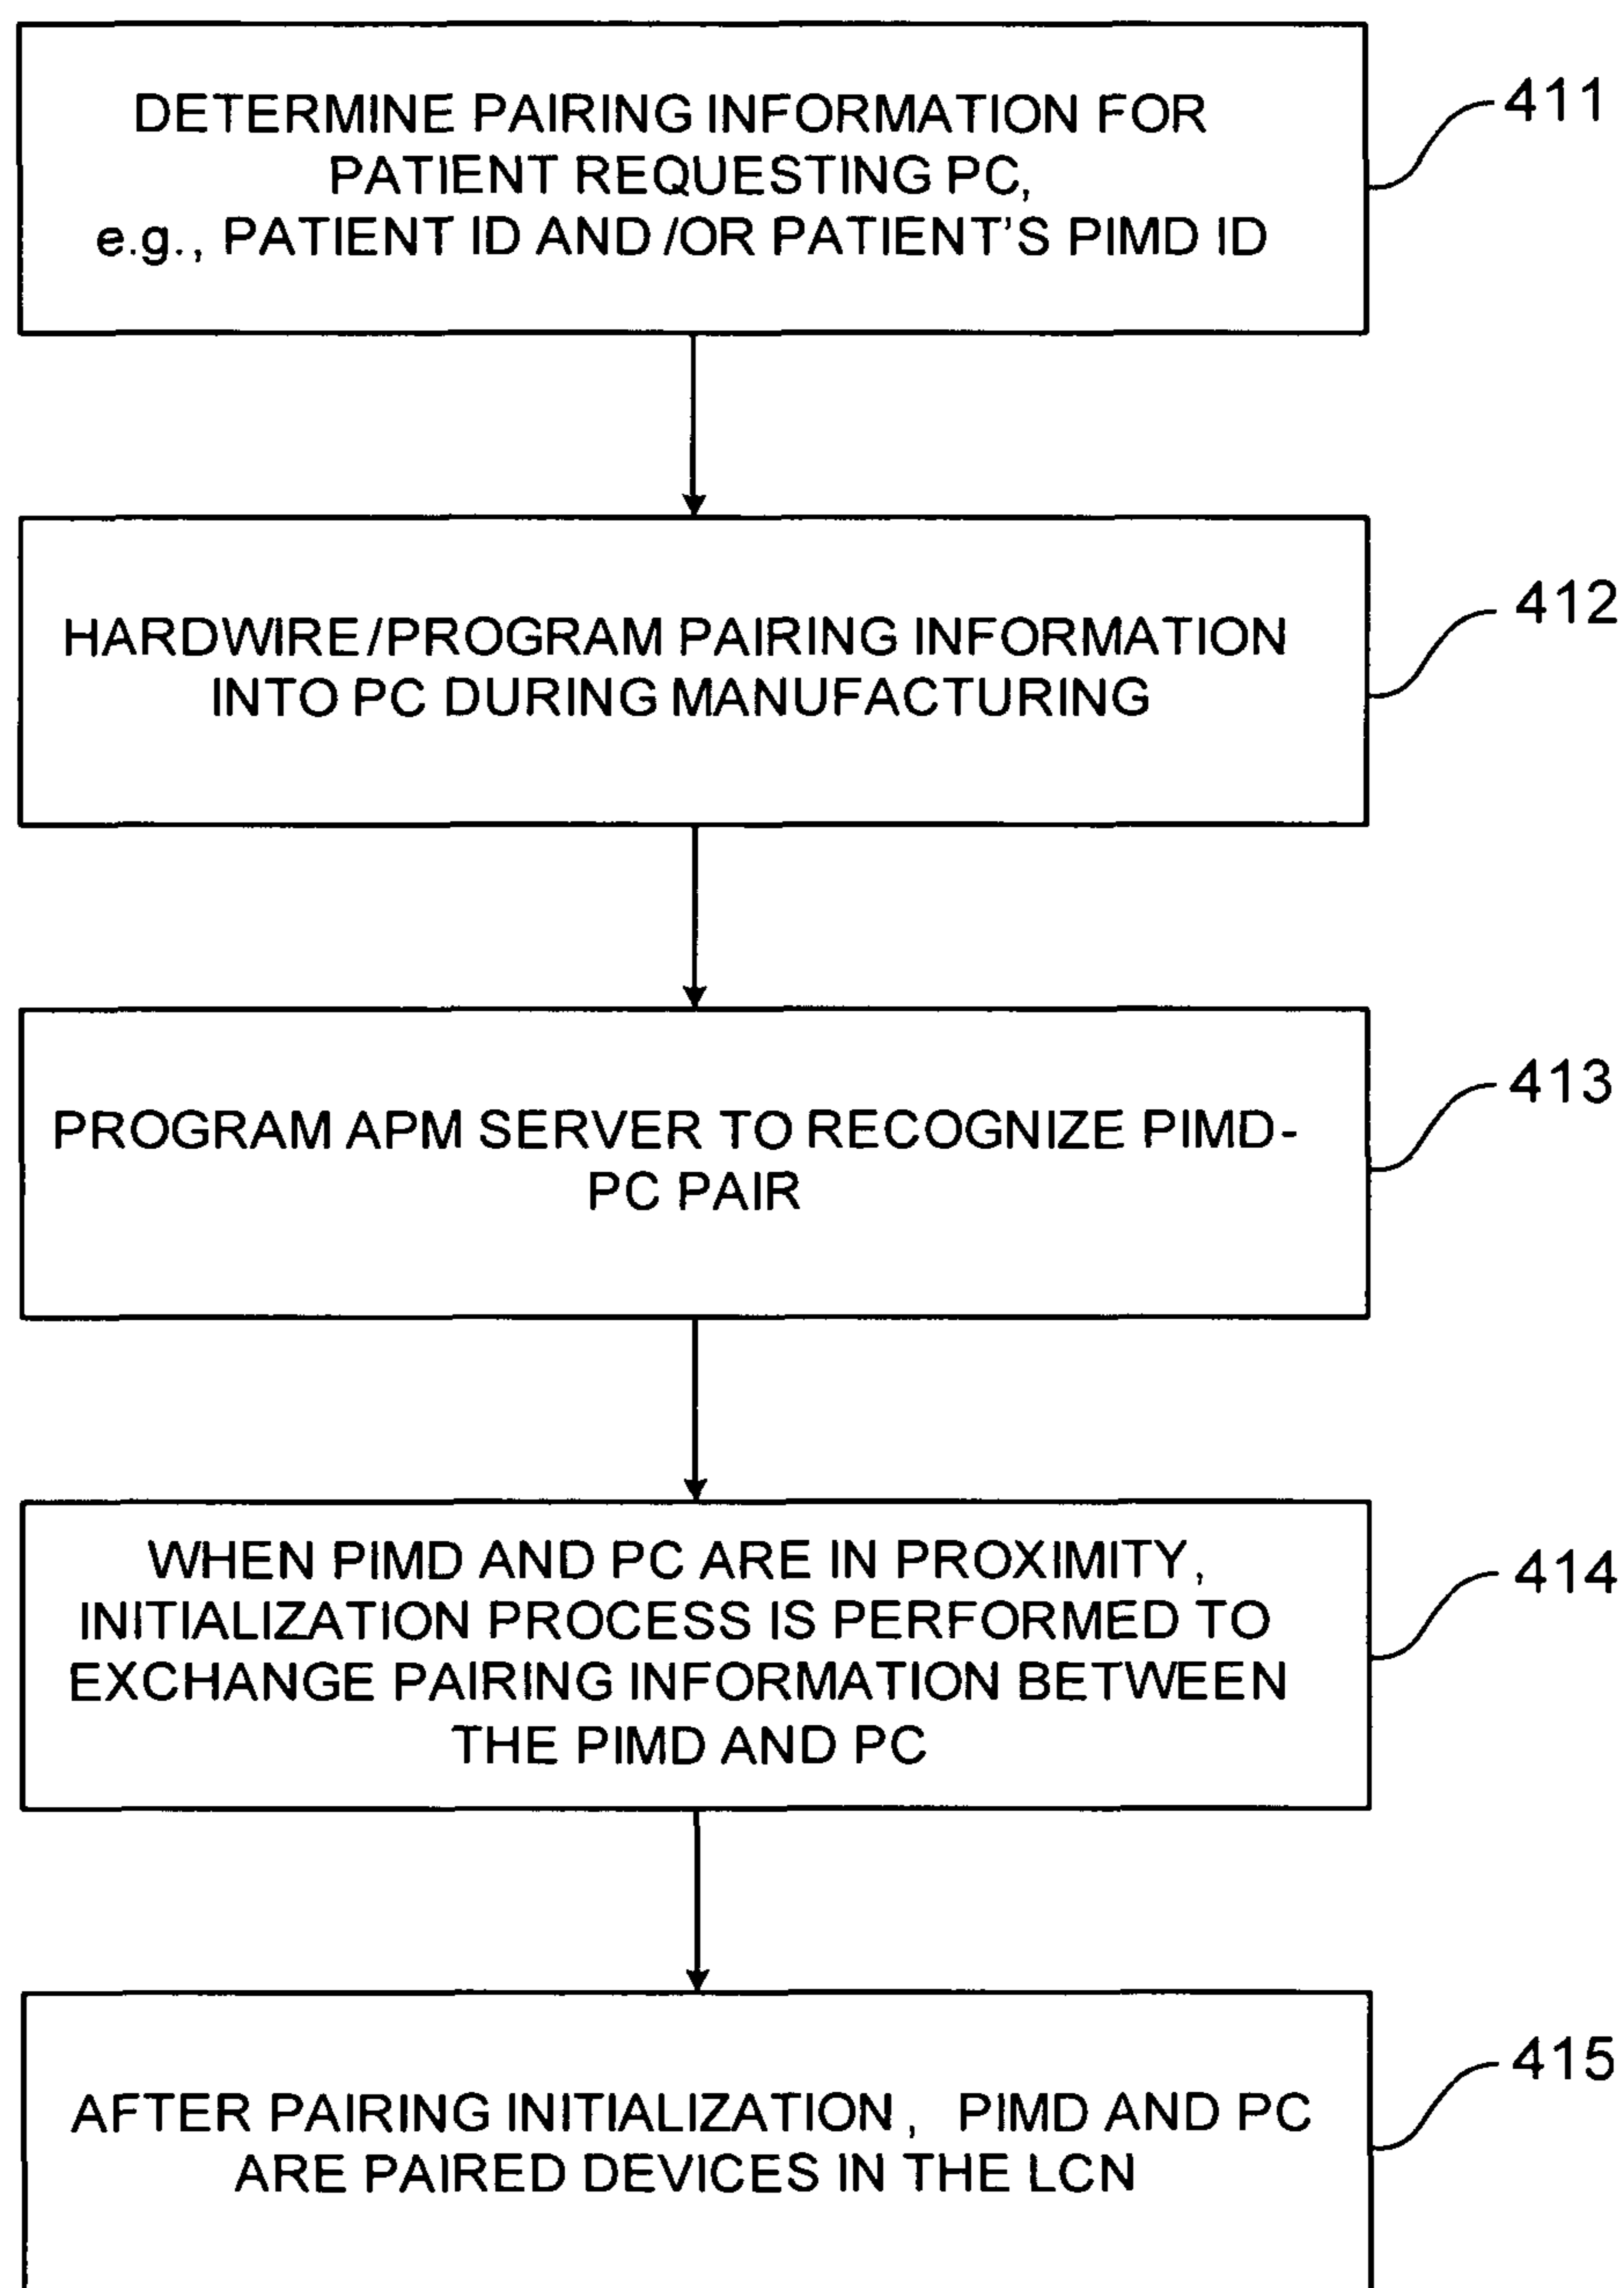 DETERMINE PAIRING INFORMATION FOR
PATIENT REQUESTING PC,
e.g., PATIENT ID AND/OR PATIENT'S PIMD ID
411
HARDWIRE/PROGRAM PAIRING INFORMATION
INTO PC DURING MANUFACTURING
412
PROGRAM APM SERVER TO RECOGNIZE PIMD-
PC PAIR
413
WHEN PIMD AND PC ARE IN PROXIMITY,
INITIALIZATION PROCESS IS PERFORMED TO
EXCHANGE PAIRING INFORMATION BETWEEN
THE PIMD AND PC
414
AFTER PAIRING INITIALIZATION, PIMD AND PC
ARE PAIRED DEVICES IN THE LCN
415